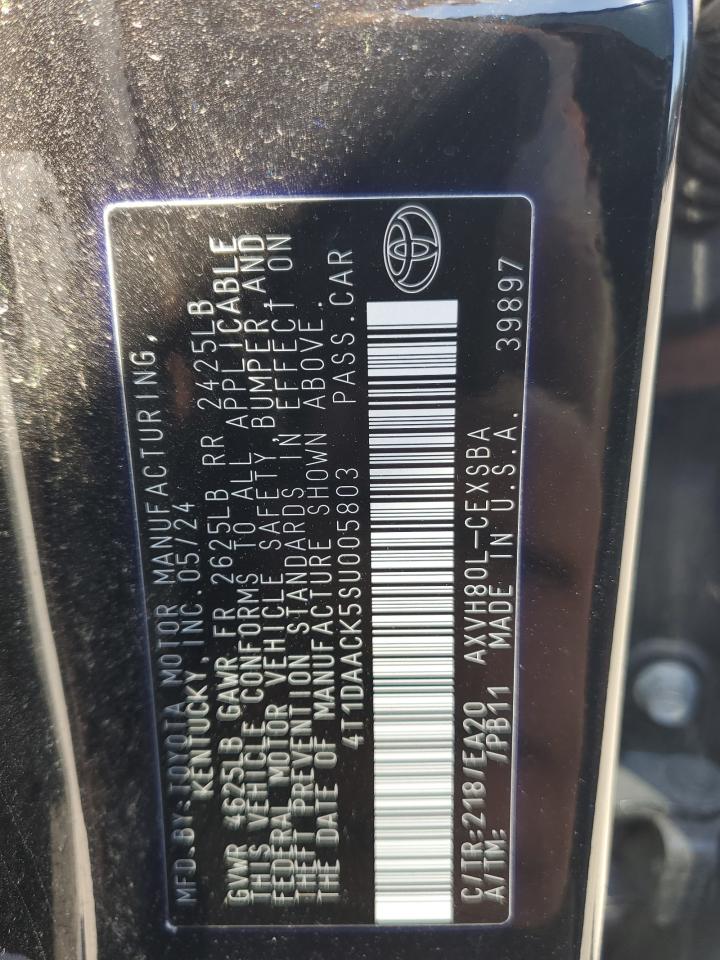 MFD.BY:TOYOTA MOTOR MANUFACTURING,
KENTUCKY, INC.05/24
GVWR 4625LB GAWR FR 2625LB RR 2425LB
THIS VEHICLE CONFORMS TO ALL APPLICABLE
FEDERAL MOTOR VEHICLE SAFETY,BUMPER,AND
THEFT PREVENTION STANDARDS IN EFFECT ON
THE DATE OF MANUFACTURE SHOWN ABOVE.
4T1DAACK5SU005803 PASS.CAR
C/TR:218/EA20 AXVH80L-CEXSBA
A/TM: /PB11 MADE IN U.S.A. 39897